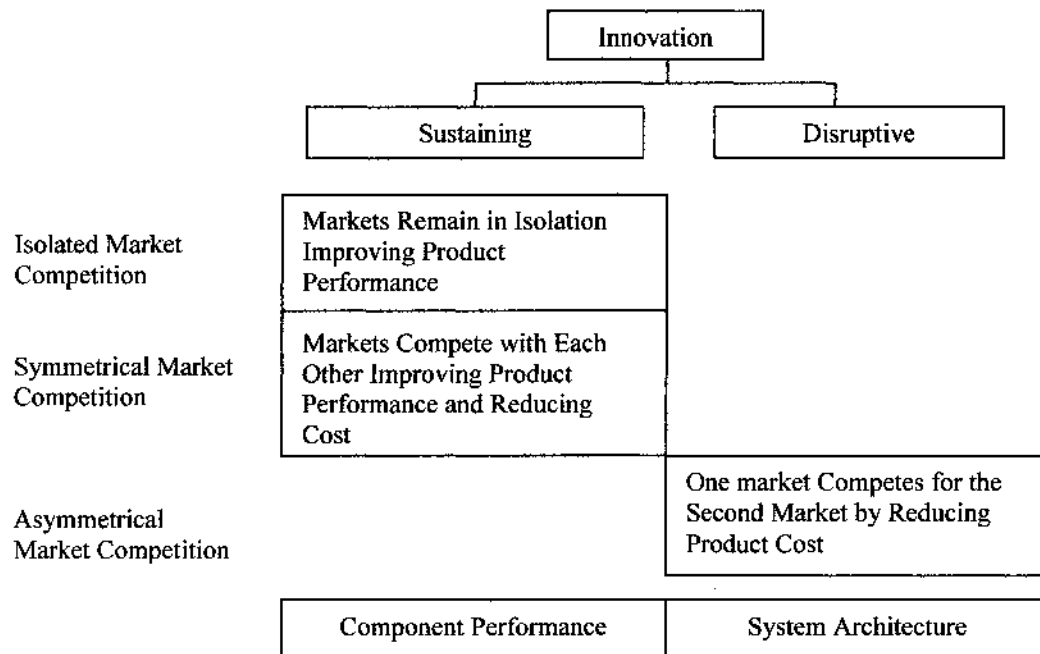 Innovation
Sustaining
Disruptive
Isolated Market
Competition
Markets Remain in Isolation
Improving Product
Performance
Symmetrical Market
Competition
Markets Compete with Each
Other Improving Product
Performance and Reducing
Cost
Asymmetrical
Market Competition
One market Competes for the
Second Market by Reducing
Product Cost
Component Performance
System Architecture